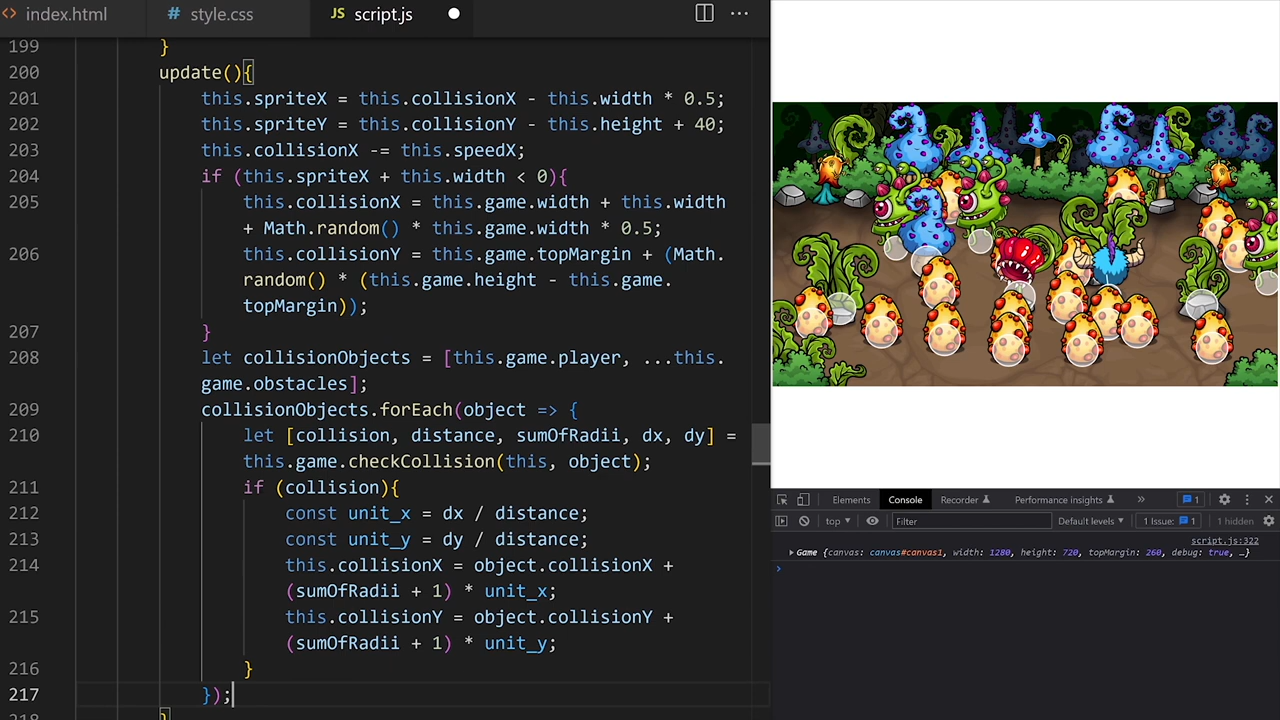 index.html
# style.css
JS script.js
199 }
200 update(){
201 this.spriteX = this.collisionX - this.width * 0.5;
202 this.spriteY = this.collisionY - this.height + 40;
203 this.collisionX -= this.speedX;
204 if (this.spriteX + this.width < 0){
205 this.collisionX = this.game.width + this.width
+ Math.random() * this.game.width * 0.5;
206 this.collisionY = this.game.topMargin + (Math.
random() * (this.game.height - this.game.
topMargin));
207 }
208 let collisionObjects = [this.game.player, ...this.
game.obstacles];
209 collisionObjects.forEach(object => {
210 let [collision, distance, sumOfRadii, dx, dy] =
this.game.checkCollision(this, object);
211 if (collision){
212 const unit_x = dx / distance;
213 const unit_y = dy / distance;
214 this.collisionX = object.collisionX +
(sumOfRadii + 1) * unit_x;
215 this.collisionY = object.collisionY +
(sumOfRadii + 1) * unit_y;
216 }
217 });
218 }
Elements Console Recorder Performance insights » 1
top Filter Default levels 1 Issue: 1 1 hidden
script.js:322
Game {canvas: canvas#canvas1, width: 1280, height: 720, topMargin: 260, debug: true, …}